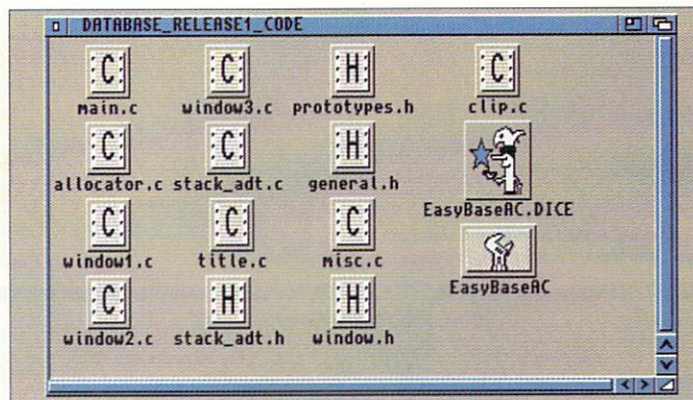 DATABASE_RELEASE1_CODE
C C H C
main.c window3.c prototypes.h clip.c
C C H
allocator.c stack_adt.c general.h
EasyBaseAC.DICE
C C C
window1.c title.c misc.c
EasyBaseAC
C H H
window2.c stack_adt.h window.h